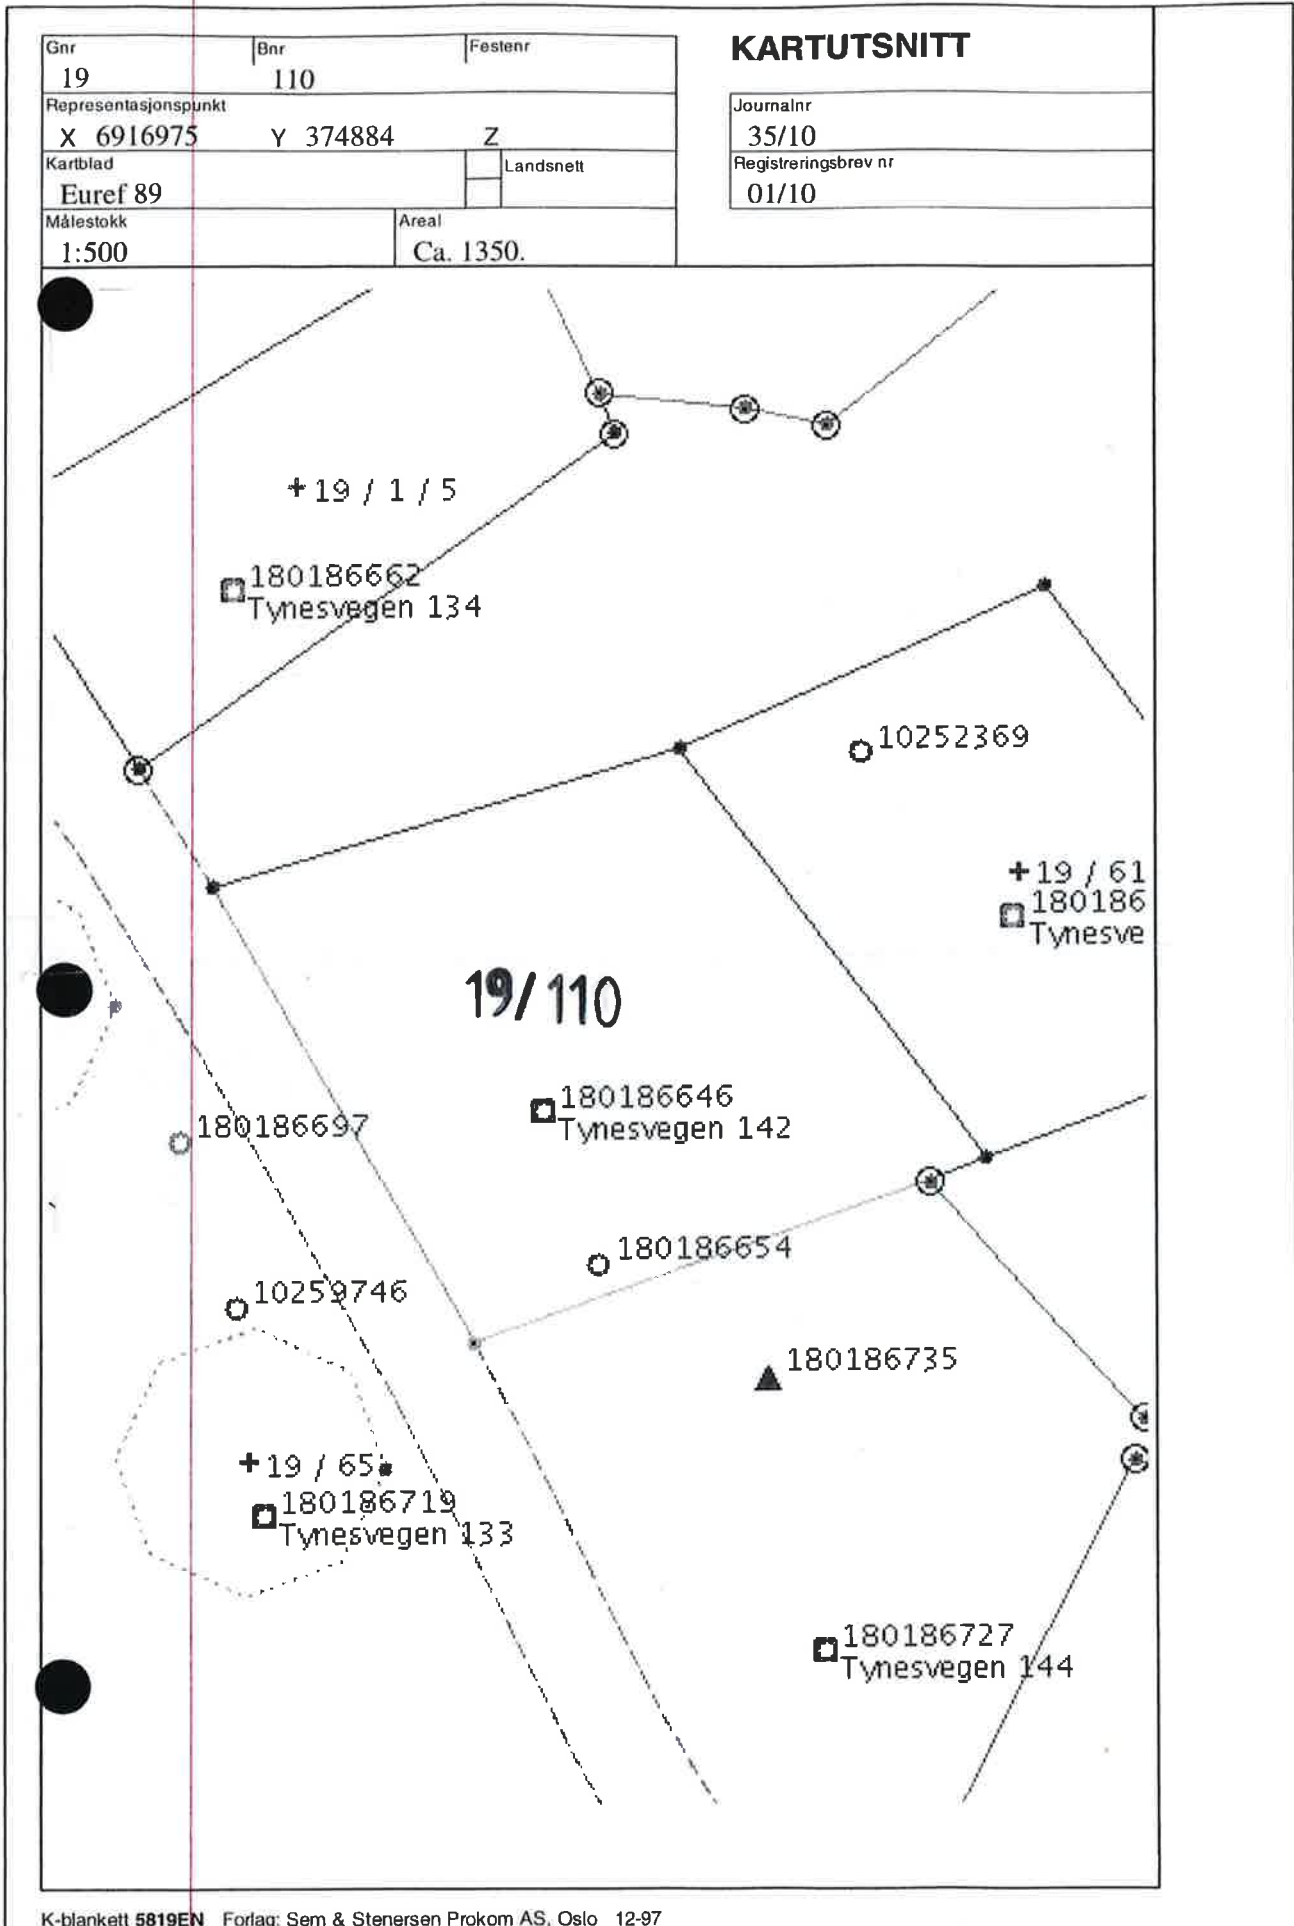 KARTUTSNITT
Gnr Bnr Festenr
19 110
Representasjonspunkt
X 6916975 Y 374884 Z
Kartblad Landsnett
Euref 89
Målestokk Areal
1:500 Ca. 1350.
Journalnr
35/10
Registreringsbrev nr
01/10
+19 / 1 / 5
180186662
Tynesvegen 134
10252369
+19 / 61
180186
Tynesve
19/110
180186646
Tynesvegen 142
180186697
180186654
10259746
180186735
+19 / 65
180186719
Tynesvegen 133
180186727
Tynesvegen 144
K-blankett 5819EN Forlag: Sem & Stenersen Prokom AS, Oslo 12-97